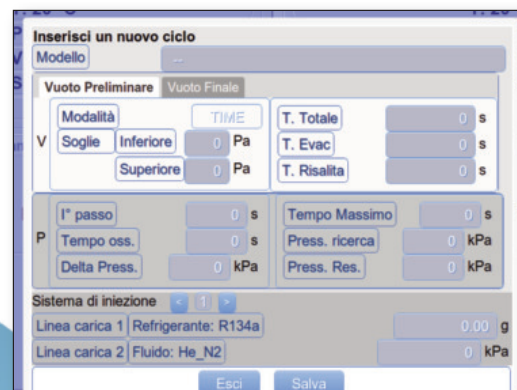 Inserisci un nuovo ciclo
Modello --
Vuoto Preliminare Vuoto Finale
Modalità TIME T. Totale 0 s
V Soglie Inferiore 0 Pa T. Evac 0 s
Superiore 0 Pa T. Risalita 0 s
I° passo 0 s Tempo Massimo 0 s
P Tempo oss. 0 s Press. ricerca 0 kPa
Delta Press. 0 kPa Press. Res. 0 kPa
Sistema di iniezione < 1 >
Linea carica 1 Refrigerante: R134a 0.00 g
Linea carica 2 Fluido: He_N2 0 kPa
Esci Salva